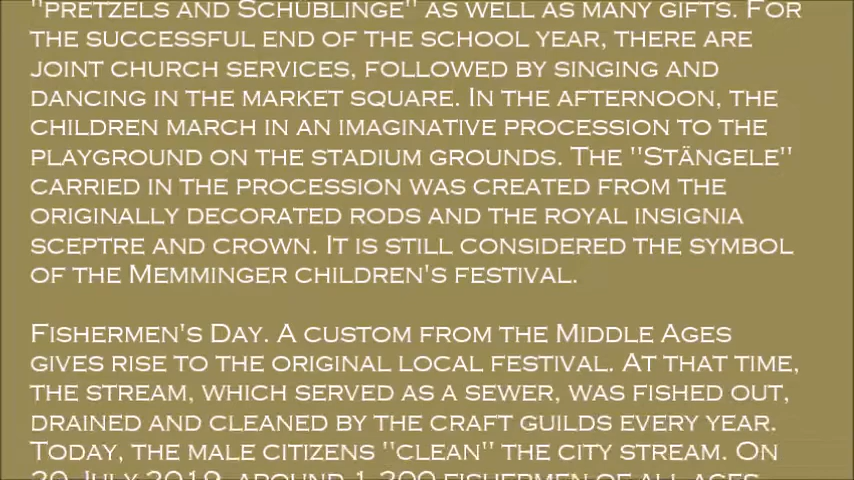 "Pretzels and Schüblinge" as well as many gifts. For
the successful end of the school year, there are
joint church services, followed by singing and
dancing in the market square. In the afternoon, the
children march in an imaginative procession to the
playground on the stadium grounds. The "Stängele"
carried in the procession was created from the
originally decorated rods and the royal insignia
sceptre and crown. It is still considered the symbol
of the Memminger children's festival.

Fishermen's Day. A custom from the Middle Ages
gives rise to the original local festival. At that time,
the stream, which served as a sewer, was fished out,
drained and cleaned by the craft guilds every year.
Today, the male citizens "clean" the city stream. On
20 July 2019, around 1,200 fishermen of all ages